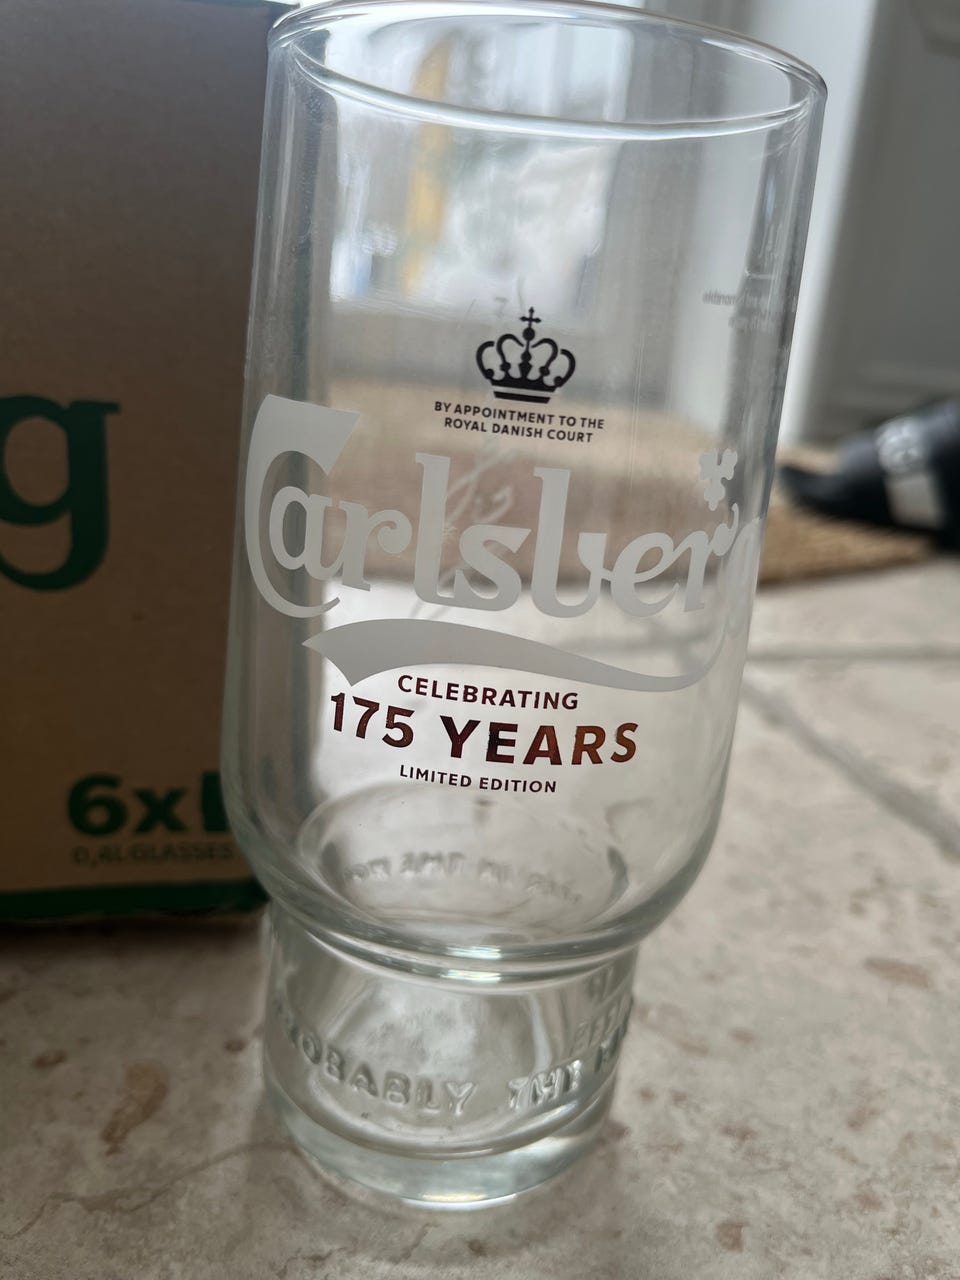 BY APPOINTMENT TO THE
ROYAL DANISH COURT
Carlsberg
CELEBRATING
175 YEARS
LIMITED EDITION
PROBABLY THE
g
6x
0,4L GLASSES